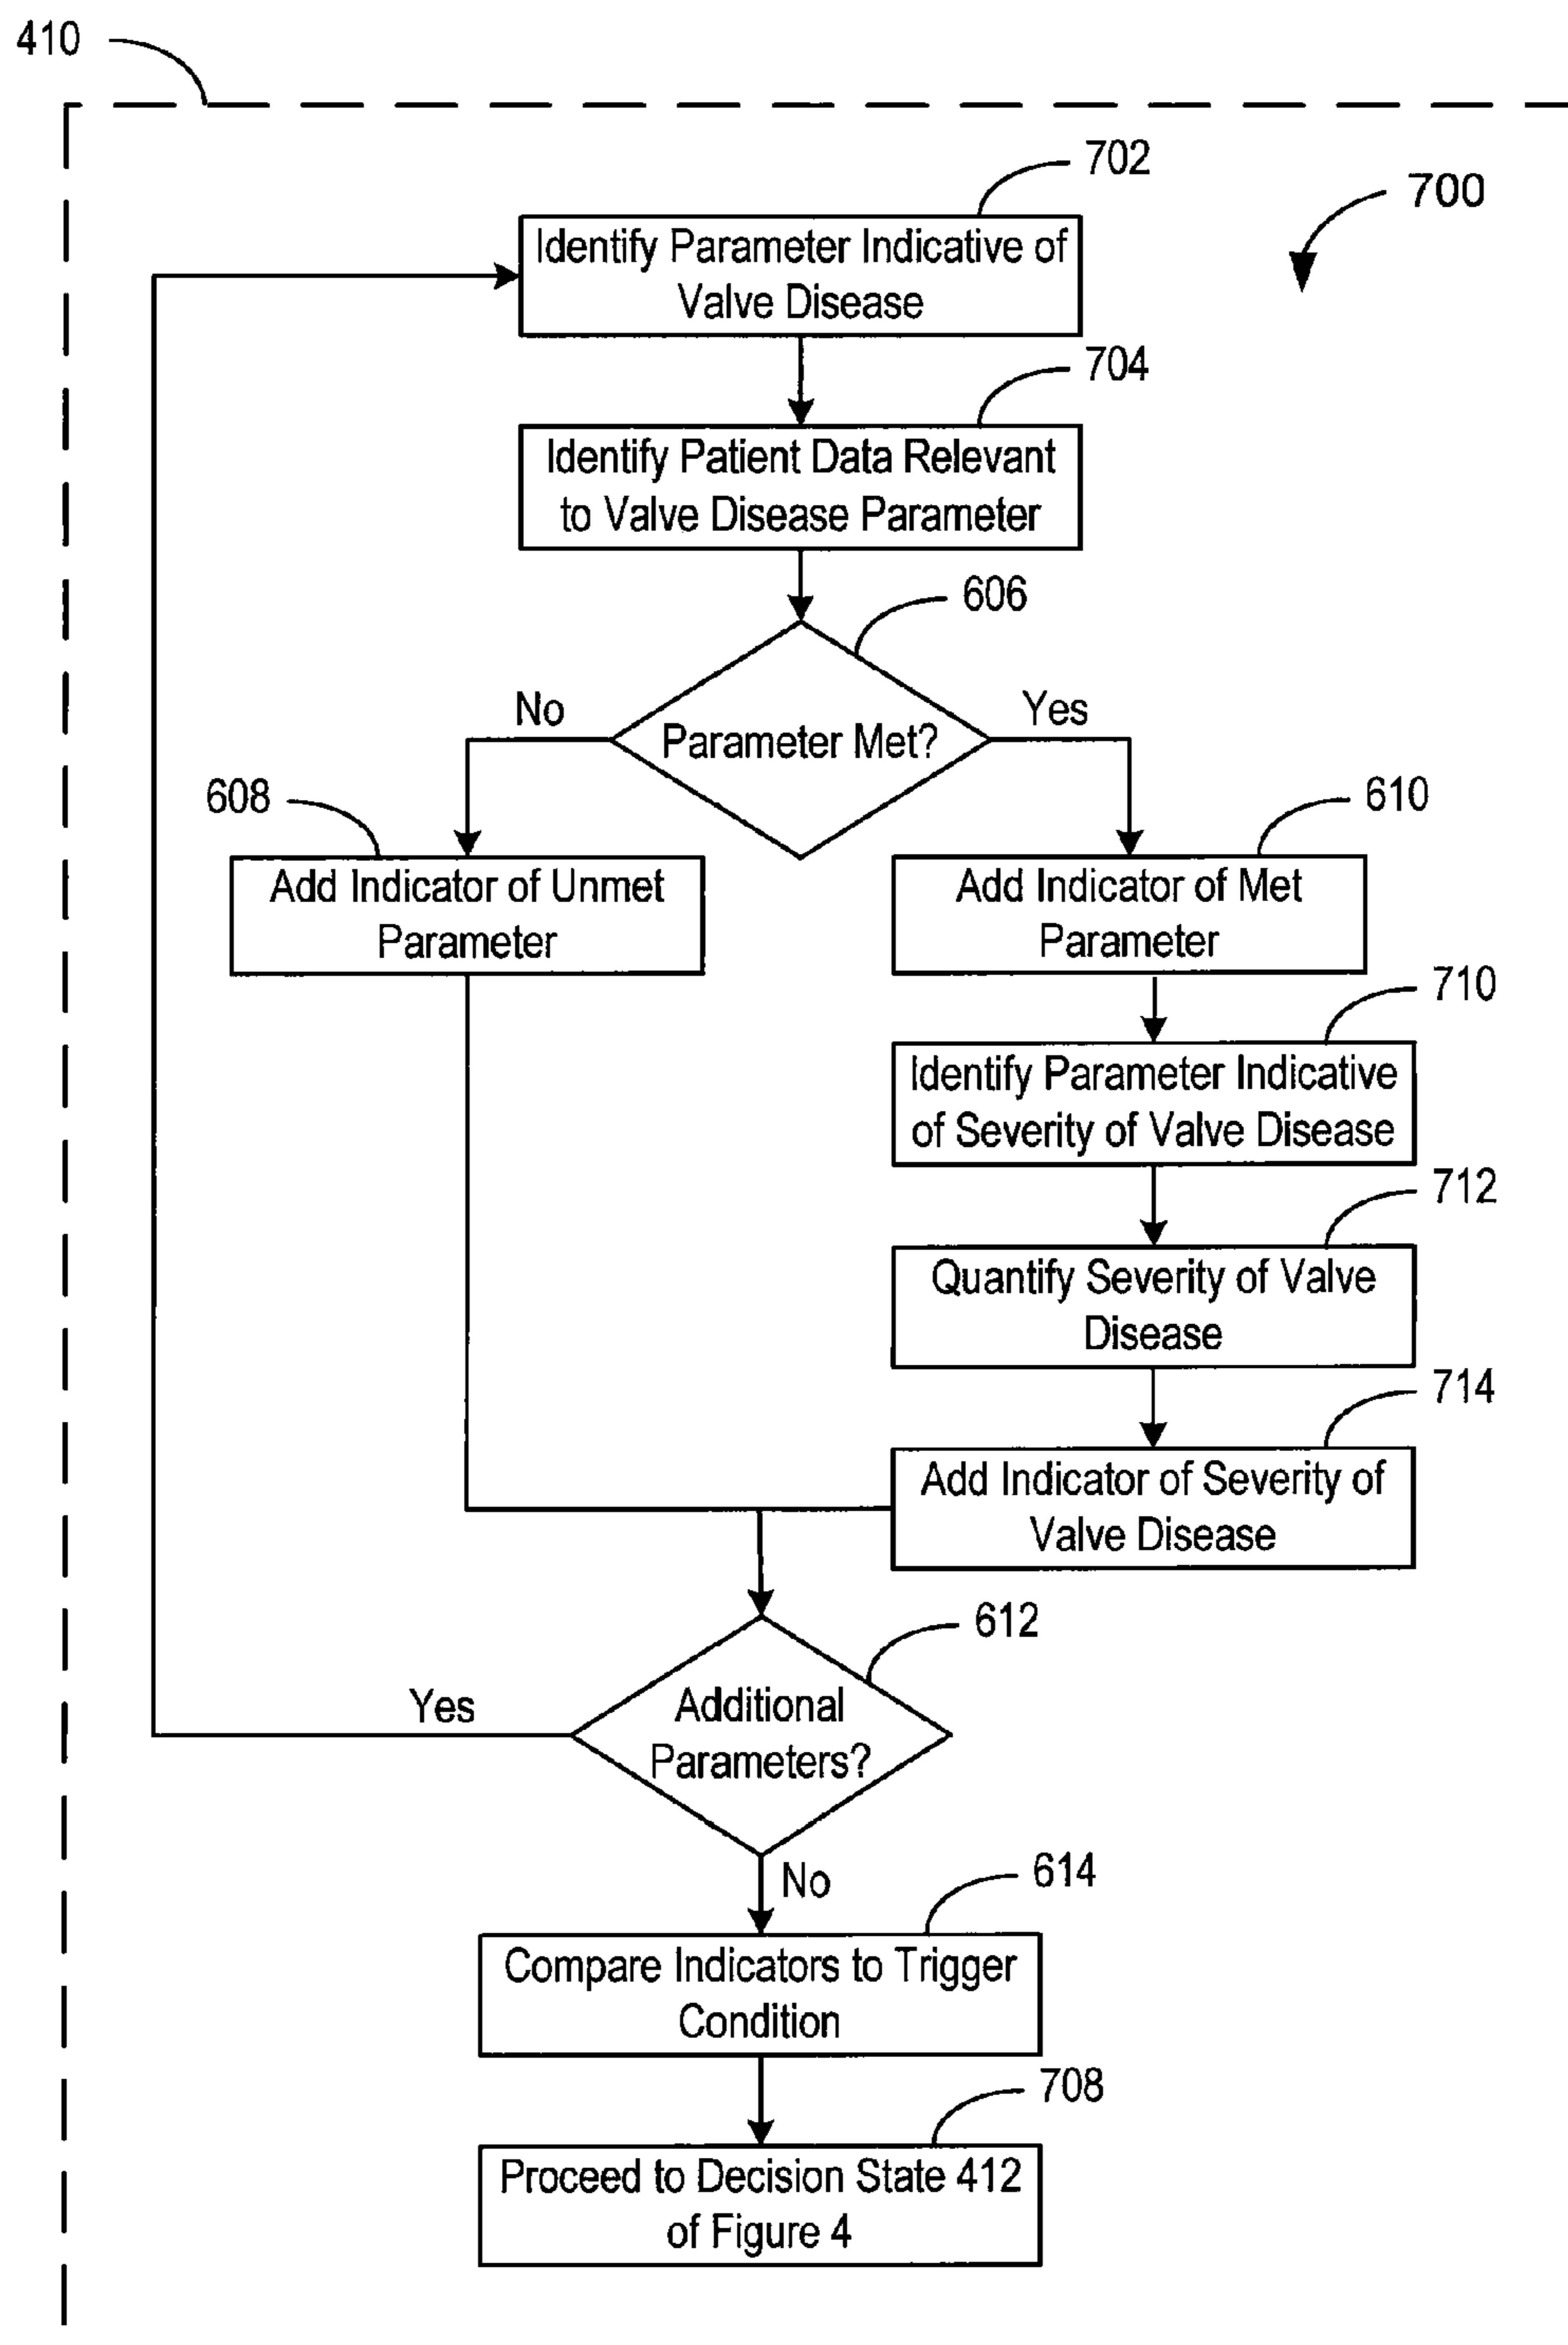 410
702
700
Identify Parameter Indicative of
Valve Disease
704
Identify Patient Data Relevant
to Valve Disease Parameter
606
No
Yes
Parameter Met?
608
610
Add Indicator of Unmet
Parameter
Add Indicator of Met
Parameter
710
Identify Parameter Indicative
of Severity of Valve Disease
712
Quantify Severity of Valve
Disease
714
Add Indicator of Severity of
Valve Disease
612
Yes
Additional
Parameters?
No
614
Compare Indicators to Trigger
Condition
708
Proceed to Decision State 412
of Figure 4